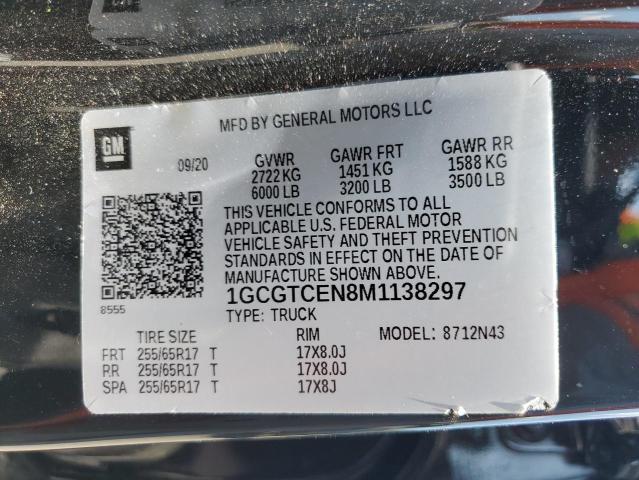 MFD BY GENERAL MOTORS LLC
GM
09/20
GVWR GAWR FRT GAWR RR
2722 KG 1451 KG 1588 KG
6000 LB 3200 LB 3500 LB
THIS VEHICLE CONFORMS TO ALL
APPLICABLE U.S. FEDERAL MOTOR
VEHICLE SAFETY AND THEFT PREVENTION
STANDARDS IN EFFECT ON THE DATE OF
MANUFACTURE SHOWN ABOVE.
8555
1GCGTCEN8M1138297
TYPE: TRUCK
TIRE SIZE RIM MODEL: 8712N43
FRT 255/65R17 T 17X8.0J
RR 255/65R17 T 17X8.0J
SPA 255/65R17 T 17X8J